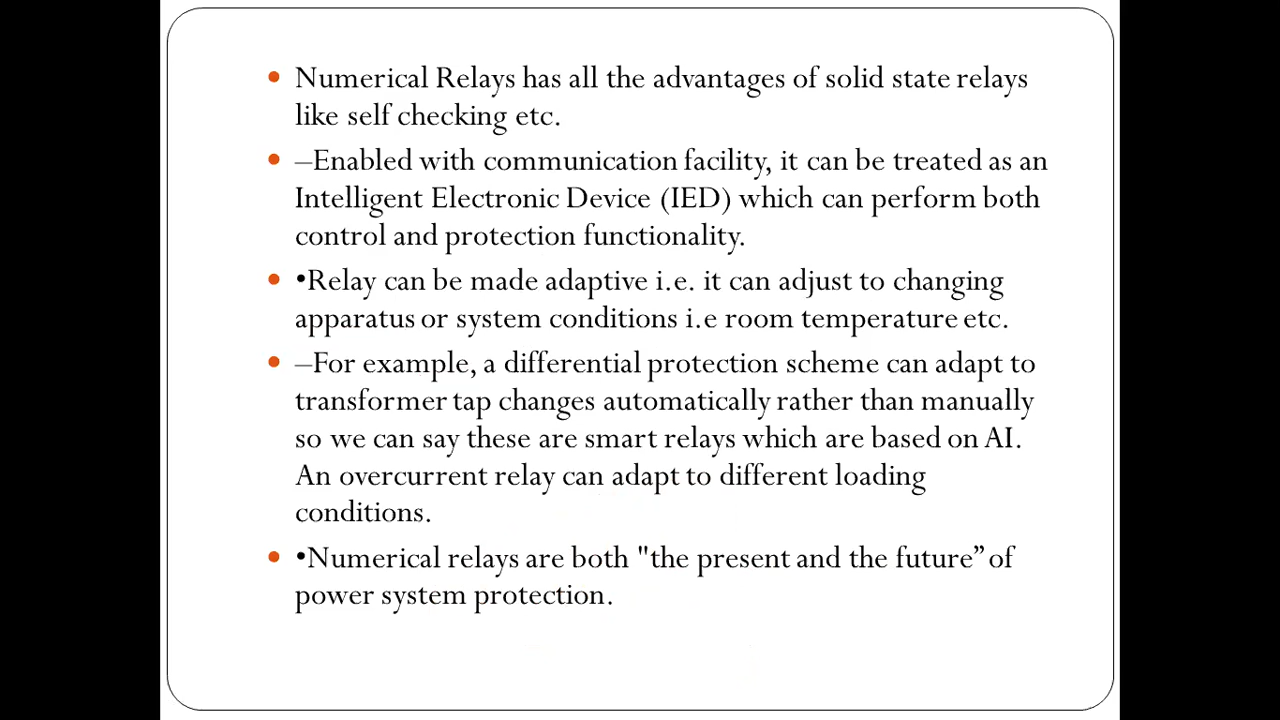 • Numerical Relays has all the advantages of solid state relays
like self checking etc.
• –Enabled with communication facility, it can be treated as an
Intelligent Electronic Device (IED) which can perform both
control and protection functionality.
• •Relay can be made adaptive i.e. it can adjust to changing
apparatus or system conditions i.e room temperature etc.
• –For example, a differential protection scheme can adapt to
transformer tap changes automatically rather than manually
so we can say these are smart relays which are based on AI.
An overcurrent relay can adapt to different loading
conditions.
• •Numerical relays are both "the present and the future” of
power system protection.